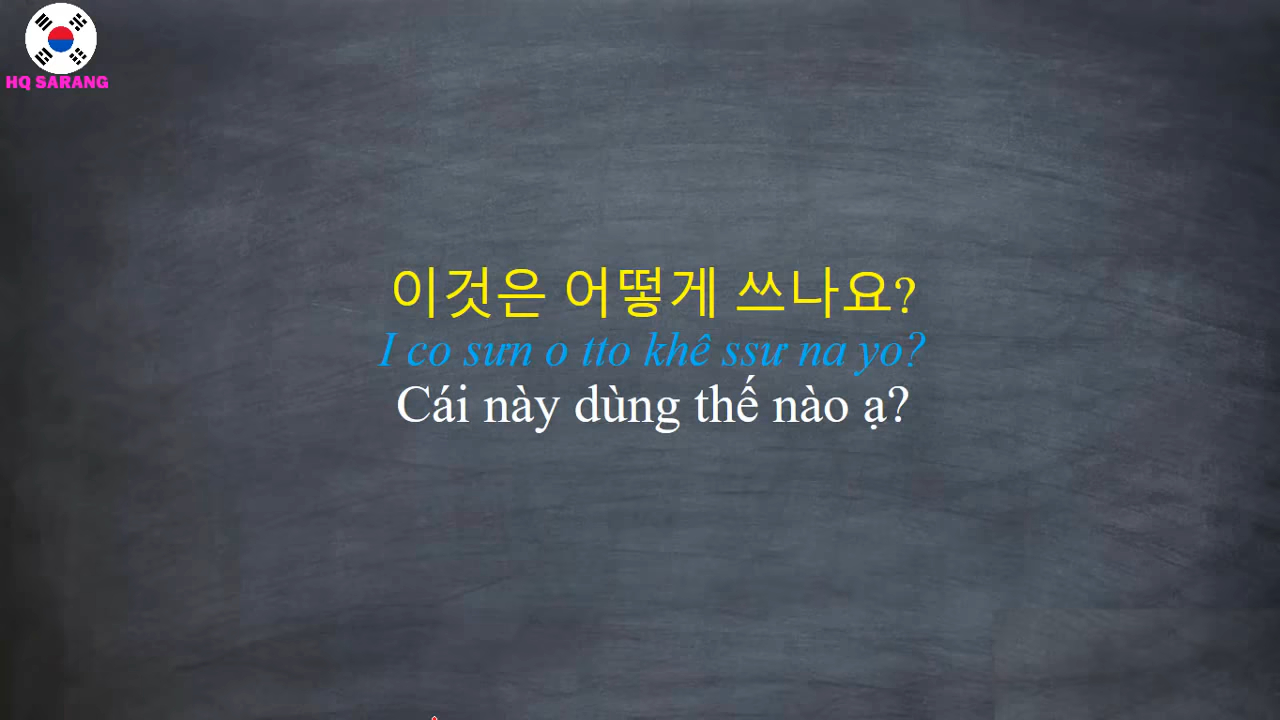 HQ SARANG
이것은 어떻게 쓰나요?
I co sưn o tto khê ssư na yo?
Cái này dùng thế nào ạ?